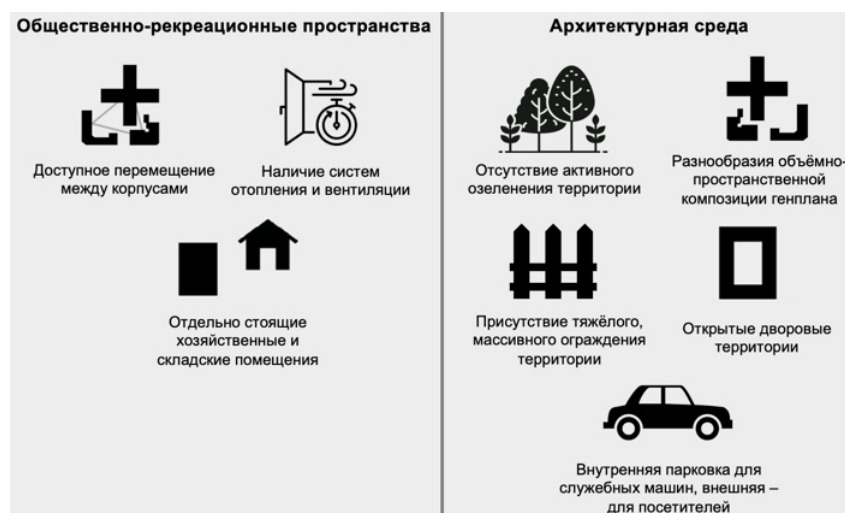 Общественно-рекреационные пространства
Доступное перемещение
между корпусами
Наличие систем
отопления и вентиляции
Отдельно стоящие
хозяйственные и
складские помещения
Архитектурная среда
Отсутствие активного
озеленения территории
Разнообразия объёмно-
пространственной
композиции генплана
Присутствие тяжёлого,
массивного ограждения
территории
Открытые дворовые
территории
Внутренняя парковка для
служебных машин, внешняя –
для посетителей